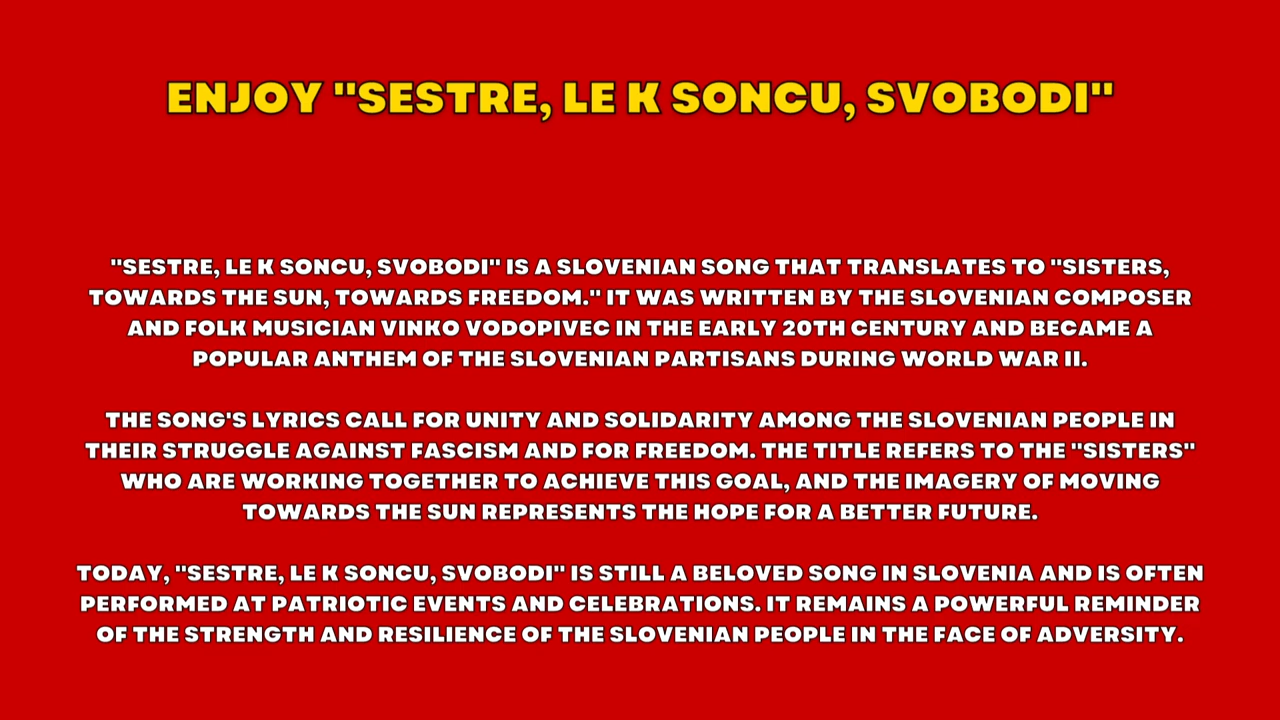 ENJOY "SESTRE, LE K SONCU, SVOBODI"
"SESTRE, LE K SONCU, SVOBODI" IS A SLOVENIAN SONG THAT TRANSLATES TO "SISTERS,
TOWARDS THE SUN, TOWARDS FREEDOM." IT WAS WRITTEN BY THE SLOVENIAN COMPOSER
AND FOLK MUSICIAN VINKO VODOPIVEC IN THE EARLY 20TH CENTURY AND BECAME A
POPULAR ANTHEM OF THE SLOVENIAN PARTISANS DURING WORLD WAR II.
THE SONG'S LYRICS CALL FOR UNITY AND SOLIDARITY AMONG THE SLOVENIAN PEOPLE IN
THEIR STRUGGLE AGAINST FASCISM AND FOR FREEDOM. THE TITLE REFERS TO THE "SISTERS"
WHO ARE WORKING TOGETHER TO ACHIEVE THIS GOAL, AND THE IMAGERY OF MOVING
TOWARDS THE SUN REPRESENTS THE HOPE FOR A BETTER FUTURE.
TODAY, "SESTRE, LE K SONCU, SVOBODI" IS STILL A BELOVED SONG IN SLOVENIA AND IS OFTEN
PERFORMED AT PATRIOTIC EVENTS AND CELEBRATIONS. IT REMAINS A POWERFUL REMINDER
OF THE STRENGTH AND RESILIENCE OF THE SLOVENIAN PEOPLE IN THE FACE OF ADVERSITY.